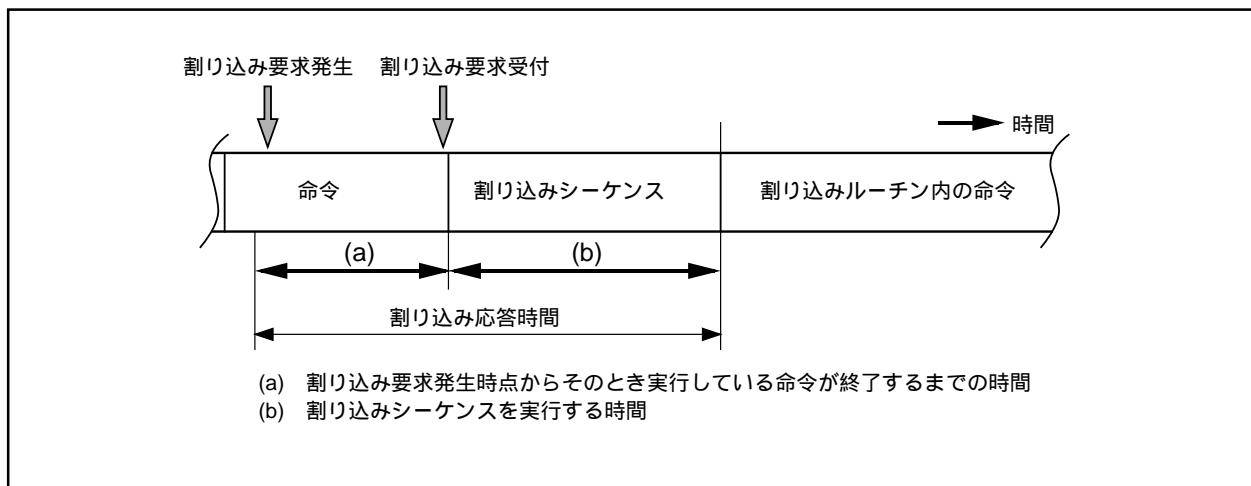 割り込み要求発生 割り込み要求受付
時間
命令 割り込みシーケンス 割り込みルーチン内の命令
(a) (b)
割り込み応答時間
(a) 割り込み要求発生時点からそのとき実行している命令が終了するまでの時間
(b) 割り込みシーケンスを実行する時間